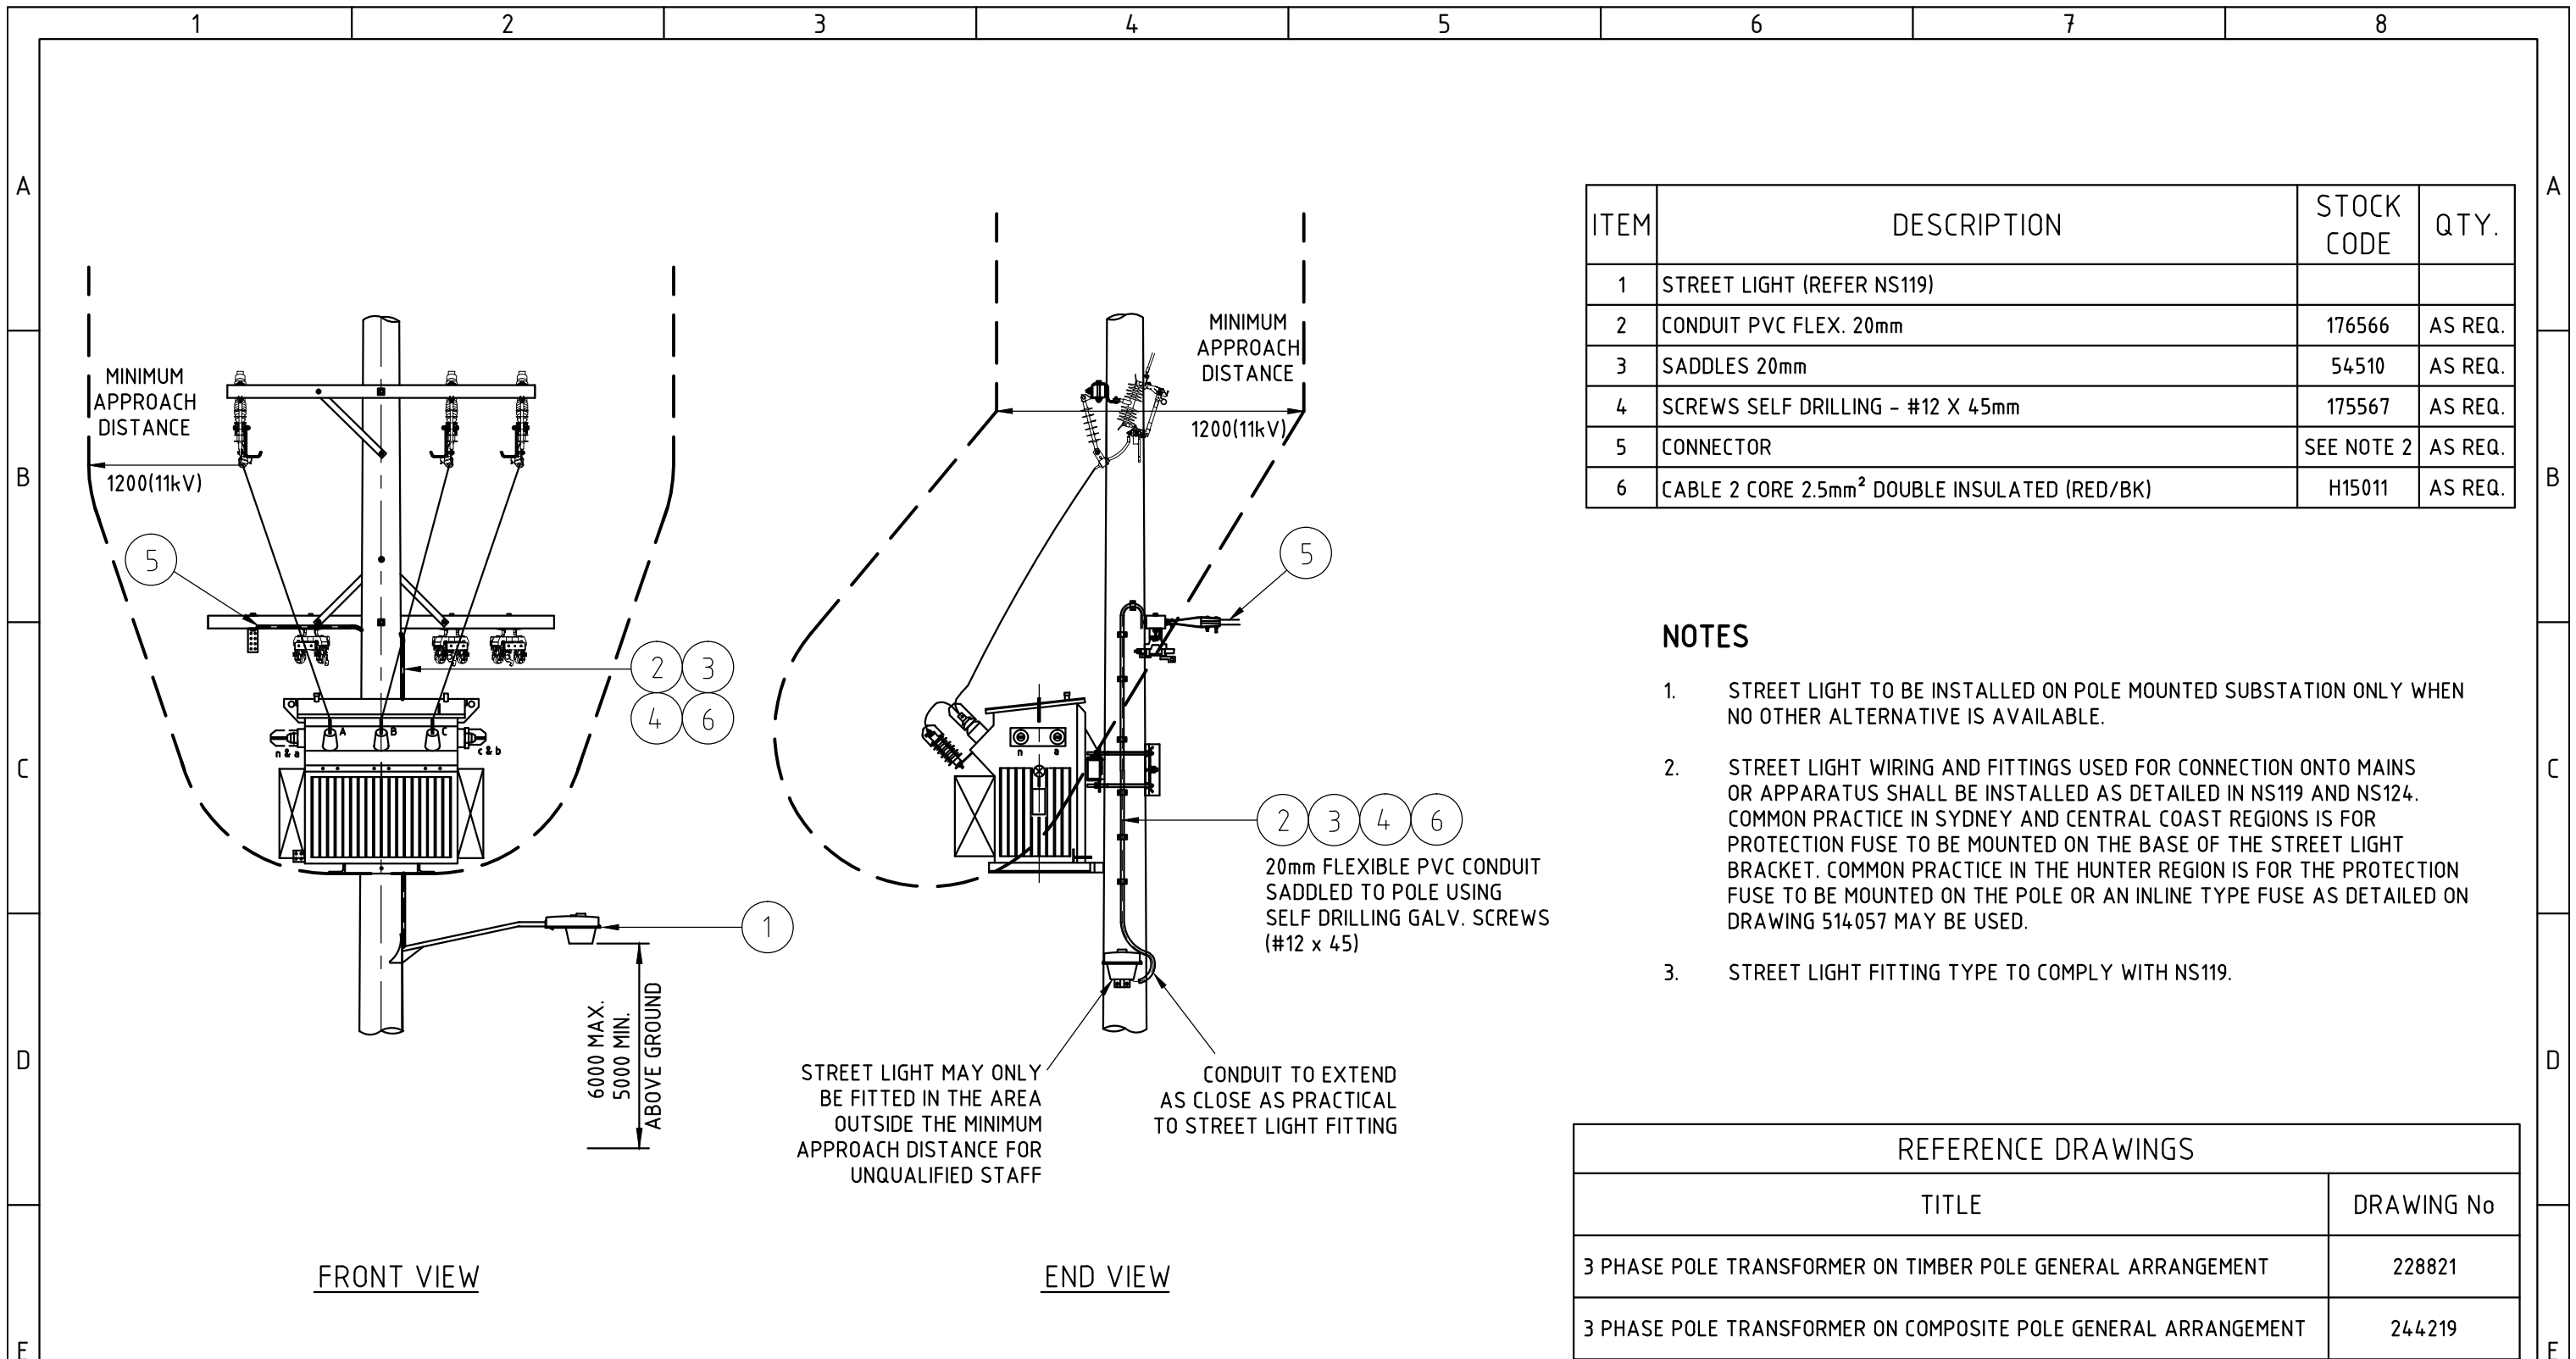 1 2 3 4 5 6 7 8
A A
B B
C C
D D
E E
MINIMUM
APPROACH
DISTANCE
1200(11kV)
5
2 3
4 6
A B C
n & a
c & b
1
6000 MAX.
5000 MIN.
ABOVE GROUND
FRONT VIEW
MINIMUM
APPROACH
DISTANCE
1200(11kV)
5
n a
2 3 4 6
20mm FLEXIBLE PVC CONDUIT
SADDLED TO POLE USING
SELF DRILLING GALV. SCREWS
(#12 x 45)
STREET LIGHT MAY ONLY
BE FITTED IN THE AREA
OUTSIDE THE MINIMUM
APPROACH DISTANCE FOR
UNQUALIFIED STAFF
CONDUIT TO EXTEND
AS CLOSE AS PRACTICAL
TO STREET LIGHT FITTING
END VIEW
ITEM DESCRIPTION STOCK CODE QTY.
1 STREET LIGHT (REFER NS119)
2 CONDUIT PVC FLEX. 20mm 176566 AS REQ.
3 SADDLES 20mm 54510 AS REQ.
4 SCREWS SELF DRILLING - #12 X 45mm 175567 AS REQ.
5 CONNECTOR SEE NOTE 2 AS REQ.
6 CABLE 2 CORE 2.5mm² DOUBLE INSULATED (RED/BK) H15011 AS REQ.
NOTES
1. STREET LIGHT TO BE INSTALLED ON POLE MOUNTED SUBSTATION ONLY WHEN
NO OTHER ALTERNATIVE IS AVAILABLE.
2. STREET LIGHT WIRING AND FITTINGS USED FOR CONNECTION ONTO MAINS
OR APPARATUS SHALL BE INSTALLED AS DETAILED IN NS119 AND NS124.
COMMON PRACTICE IN SYDNEY AND CENTRAL COAST REGIONS IS FOR
PROTECTION FUSE TO BE MOUNTED ON THE BASE OF THE STREET LIGHT
BRACKET. COMMON PRACTICE IN THE HUNTER REGION IS FOR THE PROTECTION
FUSE TO BE MOUNTED ON THE POLE OR AN INLINE TYPE FUSE AS DETAILED ON
DRAWING 514057 MAY BE USED.
3. STREET LIGHT FITTING TYPE TO COMPLY WITH NS119.
REFERENCE DRAWINGS
TITLE DRAWING No
3 PHASE POLE TRANSFORMER ON TIMBER POLE GENERAL ARRANGEMENT 228821
3 PHASE POLE TRANSFORMER ON COMPOSITE POLE GENERAL ARRANGEMENT 244219